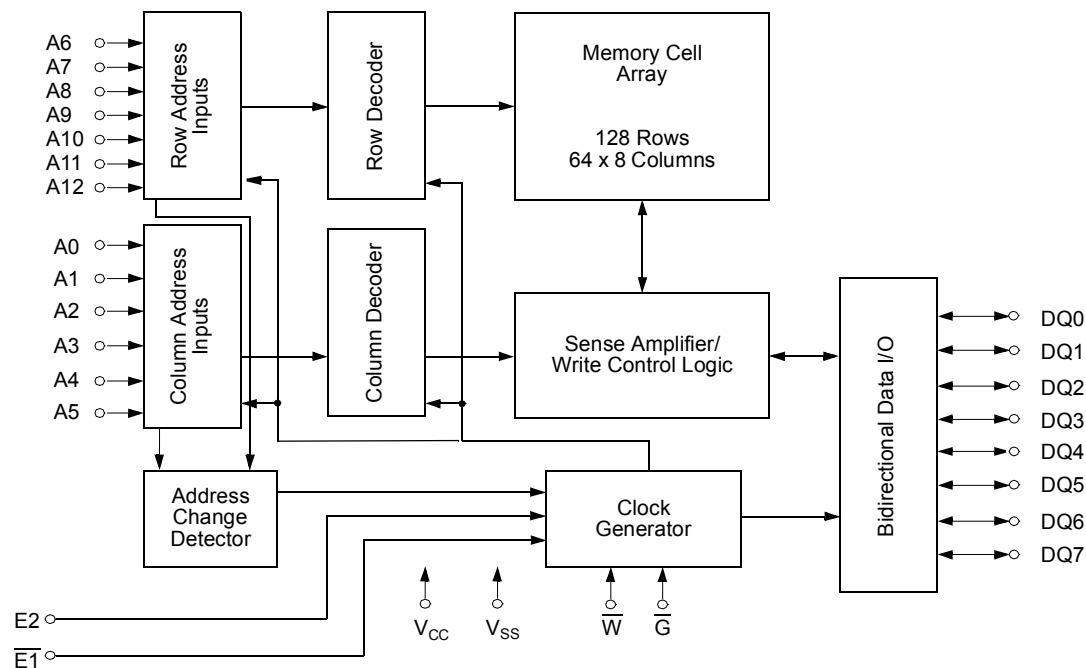 A6
A7
A8
A9
A10
A11
A12
Row Address
Inputs
Row Decoder
Memory Cell
Array
128 Rows
64 x 8 Columns
A0
A1
A2
A3
A4
A5
Column Address
Inputs
Column Decoder
Sense Amplifier/
Write Control Logic
Bidirectional Data I/O
DQ0
DQ1
DQ2
DQ3
DQ4
DQ5
DQ6
DQ7
Address
Change
Detector
Clock
Generator
E2
E1
VCC
VSS
W
G